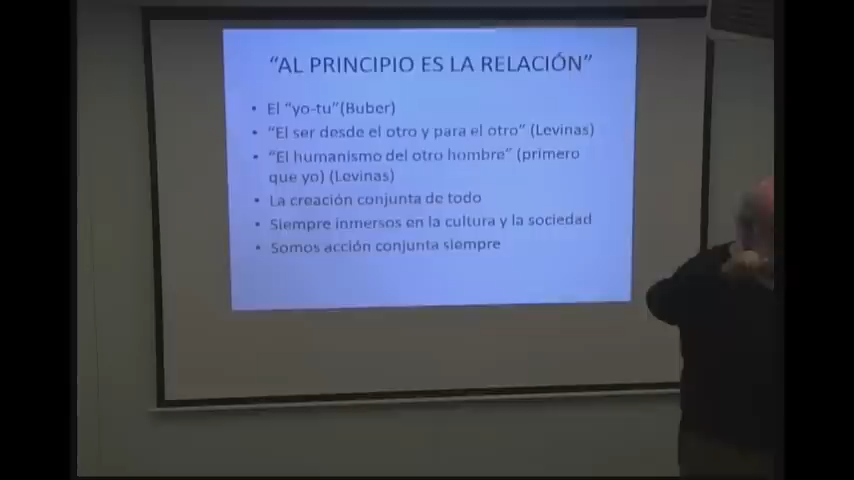 “AL PRINCIPIO ES LA RELACIÓN”
• El “yo-tu”(Buber)
• “El ser desde el otro y para el otro” (Levinas)
• “El humanismo del otro hombre” (primero
que yo) (Levinas)
• La creación conjunta de todo
• Siempre inmersos en la cultura y la sociedad
• Somos acción conjunta siempre